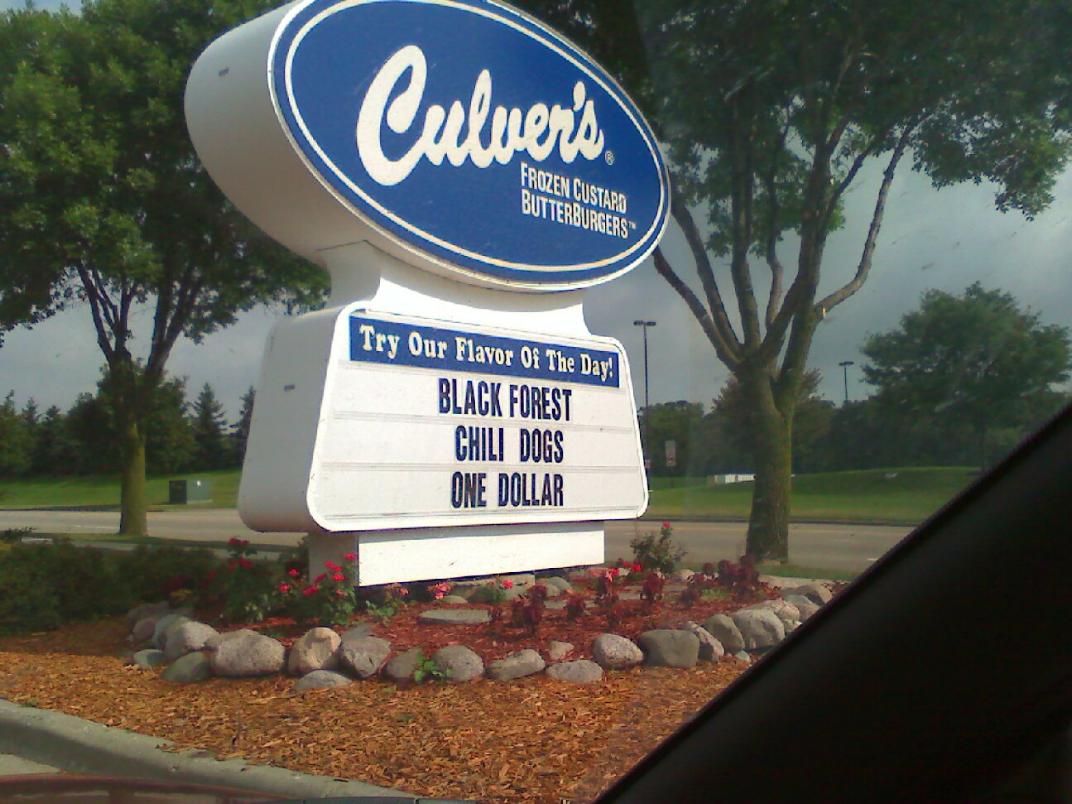 Culver's®
FROZEN CUSTARD
BUTTERBURGERS™
Try Our Flavor Of The Day!
BLACK FOREST
CHILI DOGS
ONE DOLLAR